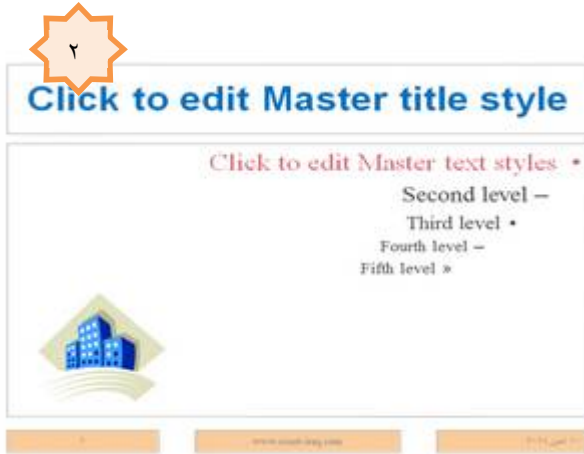 ٢
Click to edit Master title style
Click to edit Master text styles •
Second level –
Third level •
Fourth level –
Fifth level »